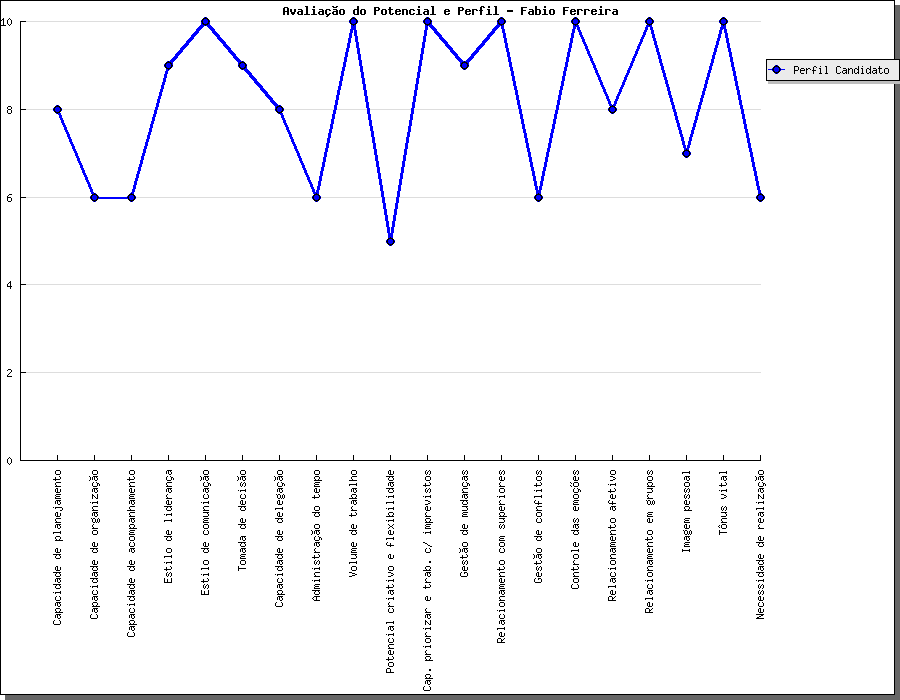 Avaliação do Potencial e Perfil - Fabio Ferreira
10
8
6
4
2
0
Perfil Candidato
Capacidade de planejamento
Capacidade de organização
Capacidade de acompanhamento
Estilo de liderança
Estilo de comunicação
Tomada de decisão
Capacidade de delegação
Administração do tempo
Volume de trabalho
Potencial criativo e flexibilidade
Cap. priorizar e trab. c/ imprevistos
Gestão de mudanças
Relacionamento com superiores
Gestão de conflitos
Controle das emoções
Relacionamento afetivo
Relacionamento em grupos
Imagem pessoal
Tônus vital
Necessidade de realização